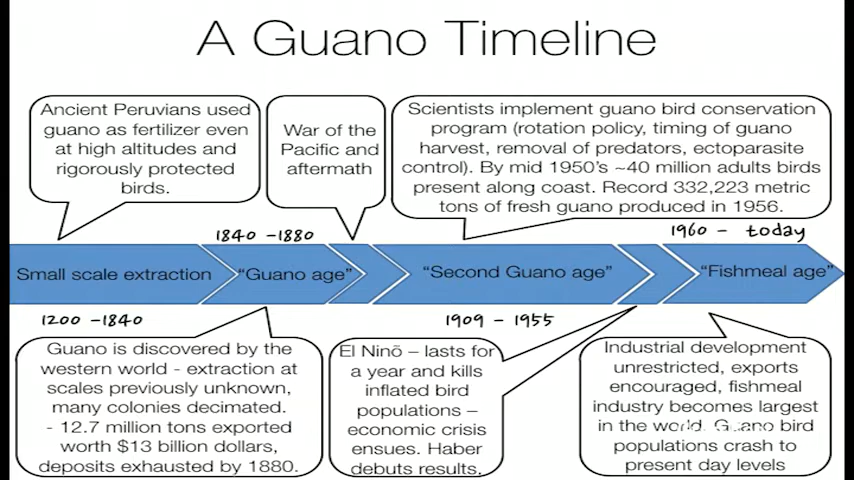 A Guano Timeline
Ancient Peruvians used
guano as fertilizer even
at high altitudes and
rigorously protected
birds.
War of the
Pacific and
aftermath
Scientists implement guano bird conservation
program (rotation policy, timing of guano
harvest, removal of predators, ectoparasite
control). By mid 1950's ~40 million adults birds
present along coast. Record 332,223 metric
tons of fresh guano produced in 1956.
1840 -1880
1960 - today
Small scale extraction
"Guano age"
"Second Guano age"
"Fishmeal age"
1200 -1840
1909 - 1955
Guano is discovered by the
western world - extraction at
scales previously unknown,
many colonies decimated.
- 12.7 million tons exported
worth $13 billion dollars,
deposits exhausted by 1880.
El Ninõ – lasts for
a year and kills
inflated bird
populations –
economic crisis
ensues. Haber
debuts results.
Industrial development
unrestricted, exports
encouraged, fishmeal
industry becomes largest
in the world. Guano bird
populations crash to
present day levels